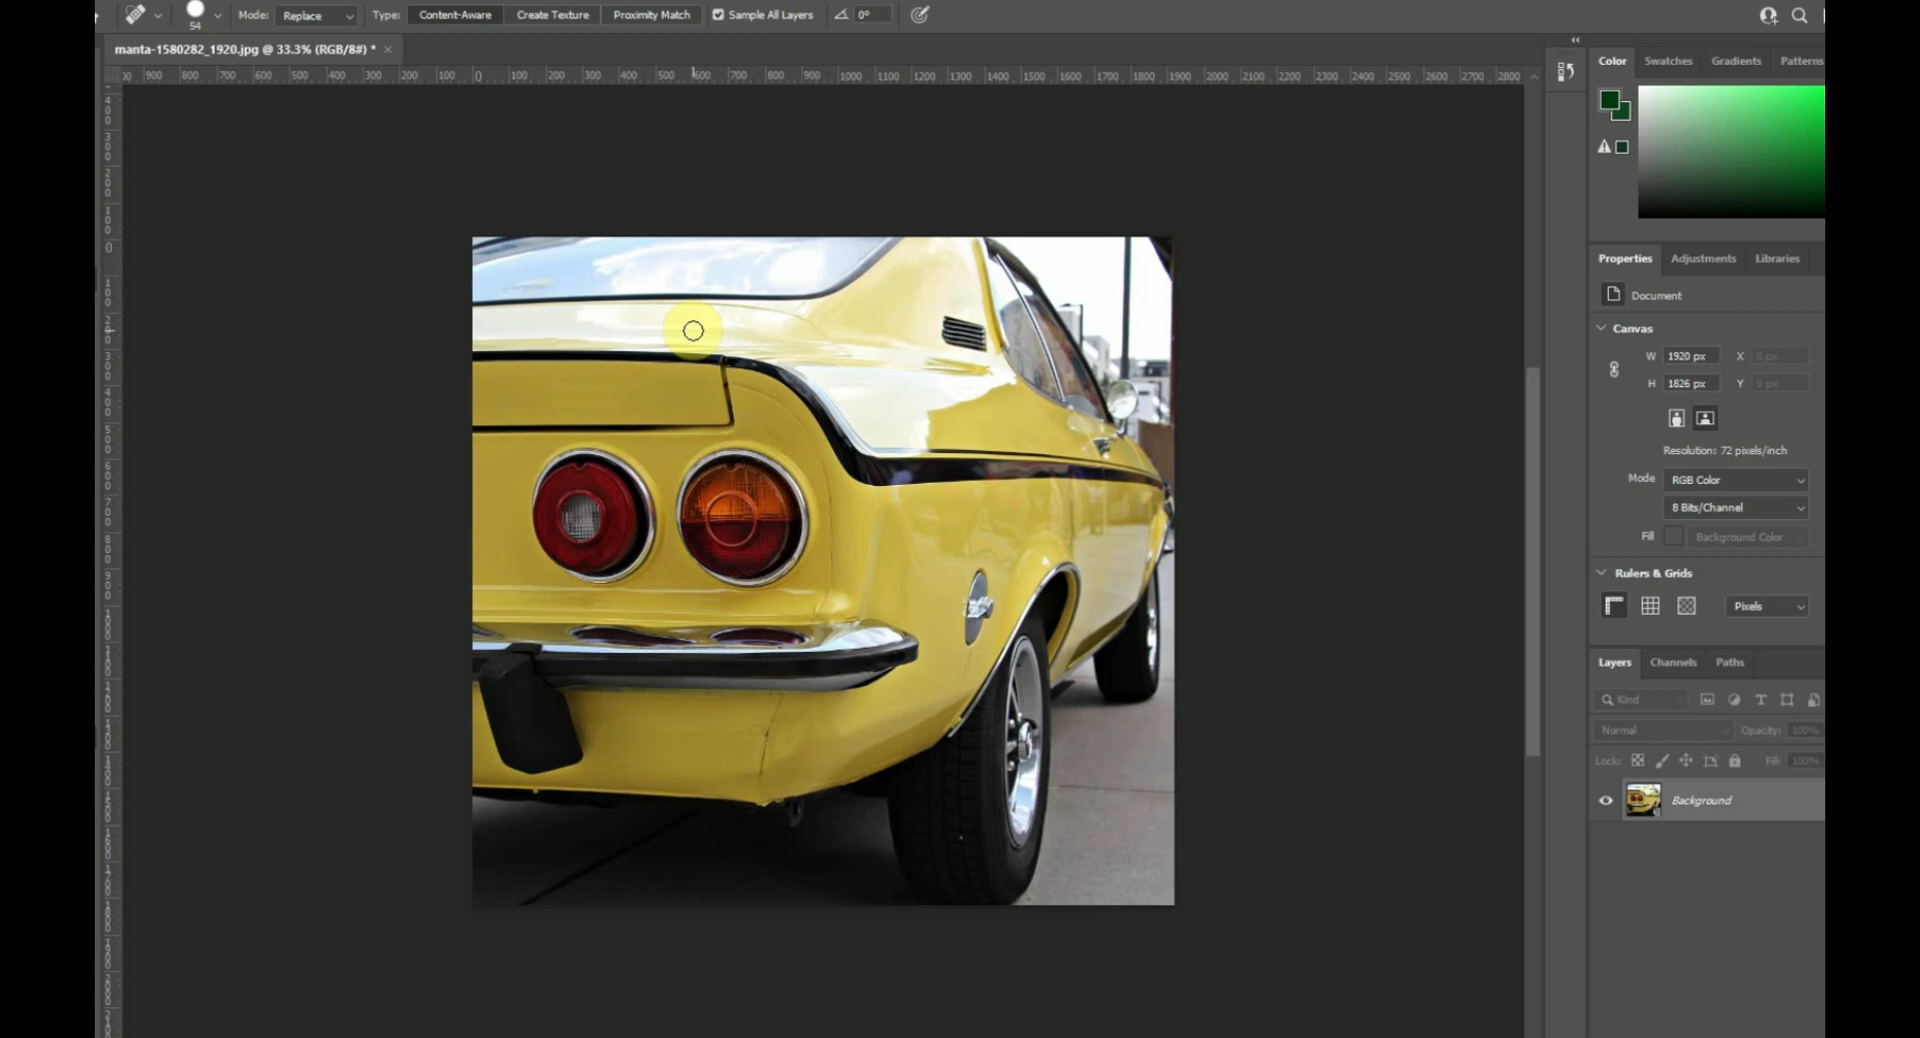 Mode: Replace Type: Content-Aware Create Texture Proximity Match Sample All Layers 0°
54
manta-1580282_1920.jpg @ 33.3% (RGB/8#) * ×
900 800 700 600 500 400 300 200 100 0 100 200 300 400 500 600 700 800 900 1000 1100 1200 1300 1400 1500 1600 1700 1800 1900 2000 2100 2200 2300 2400 2500 2600 2700 2800
Color Swatches Gradients Patterns
Properties Adjustments Libraries
Document
Canvas
W 1920 px X 0 px
H 1826 px Y 0 px
Resolution: 72 pixels/inch
Mode RGB Color
8 Bits/Channel
Fill Background Color
Rulers & Grids
Pixels
Layers Channels Paths
Kind
Normal Opacity: 100%
Lock: Fill: 100%
Background